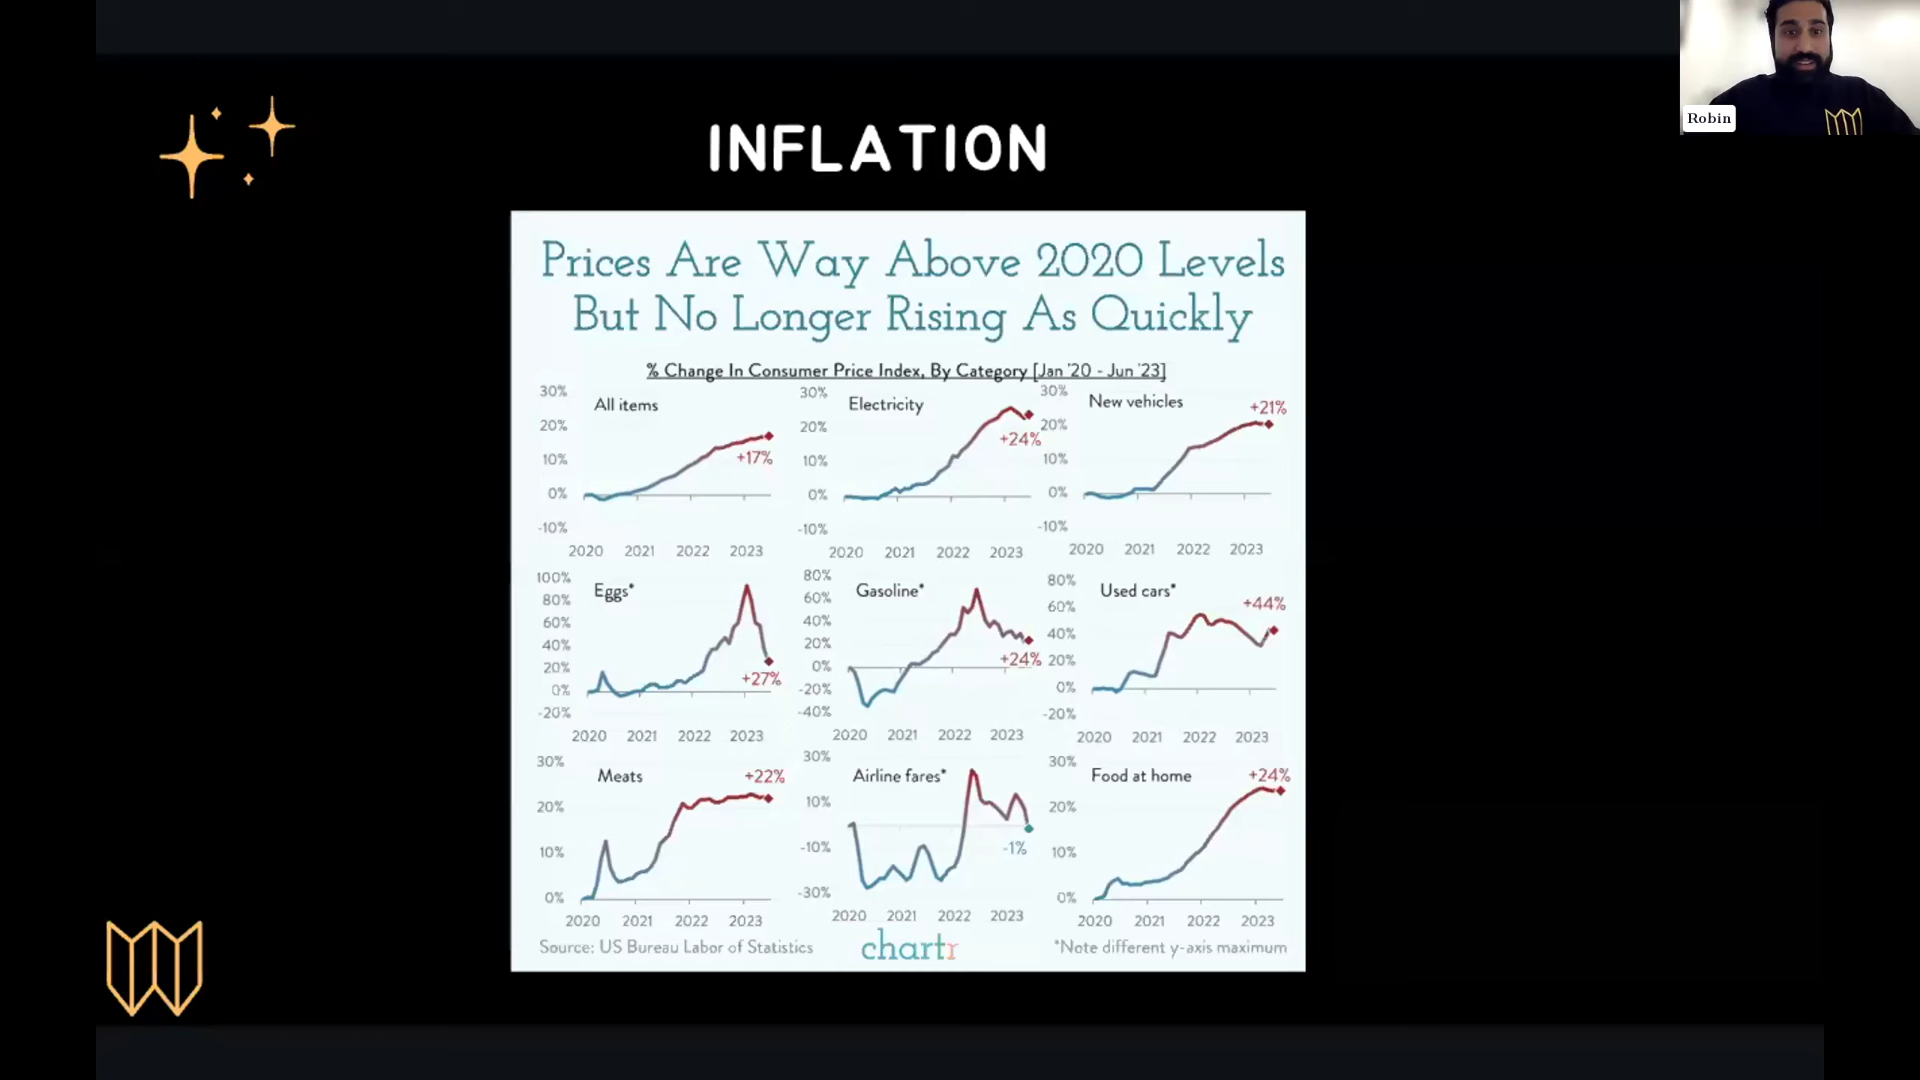 Robin
INFLATION
Prices Are Way Above 2020 Levels
But No Longer Rising As Quickly
% Change In Consumer Price Index, By Category [Jan '20 - Jun '23]
30%
20%
10%
0%
-10%
All items
+17%
2020 2021 2022 2023
30%
20%
10%
0%
-10%
Electricity
+24%
2020 2021 2022 2023
30%
20%
10%
0%
-10%
New vehicles
+21%
2020 2021 2022 2023
100%
80%
60%
40%
20%
0%
-20%
Eggs*
+27%
2020 2021 2022 2023
80%
60%
40%
20%
0%
-20%
-40%
Gasoline*
+24%
2020 2021 2022 2023
80%
60%
40%
20%
0%
-20%
Used cars*
+44%
2020 2021 2022 2023
30%
20%
10%
0%
Meats
+22%
2020 2021 2022 2023
30%
10%
-10%
-30%
Airline fares*
-1%
2020 2021 2022 2023
30%
20%
10%
0%
Food at home
+24%
2020 2021 2022 2023
Source: US Bureau Labor of Statistics
chartr
*Note different y-axis maximum